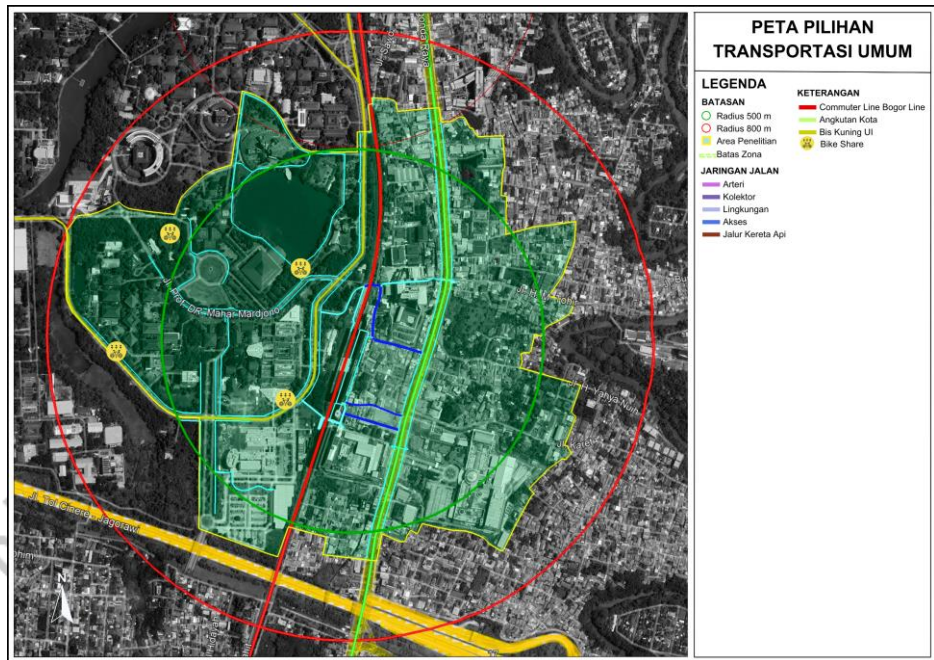 PETA PILIHAN
TRANSPORTASI UMUM
LEGENDA
BATASAN
Radius 500 m
Radius 800 m
Area Penelitian
Batas Zona
JARINGAN JALAN
Arteri
Kolektor
Lingkungan
Akses
Jalur Kereta Api
KETERANGAN
Commuter Line Bogor Line
Angkutan Kota
Bis Kuning UI
Bike Share
Jl. Prof. DR. Mahar Mardjono
Jl. Tol Cinere - Jagorawi
N